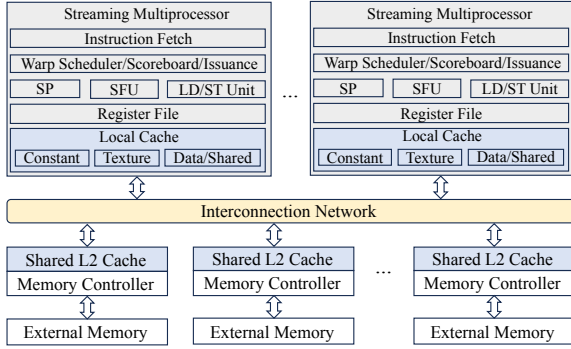 Streaming Multiprocessor
Instruction Fetch
Warp Scheduler/Scoreboard/Issuance
SP SFU LD/ST Unit
Register File
Local Cache
Constant Texture Data/Shared
...
Streaming Multiprocessor
Instruction Fetch
Warp Scheduler/Scoreboard/Issuance
SP SFU LD/ST Unit
Register File
Local Cache
Constant Texture Data/Shared
Interconnection Network
Shared L2 Cache
Memory Controller
External Memory
Shared L2 Cache
Memory Controller
External Memory
...
Shared L2 Cache
Memory Controller
External Memory